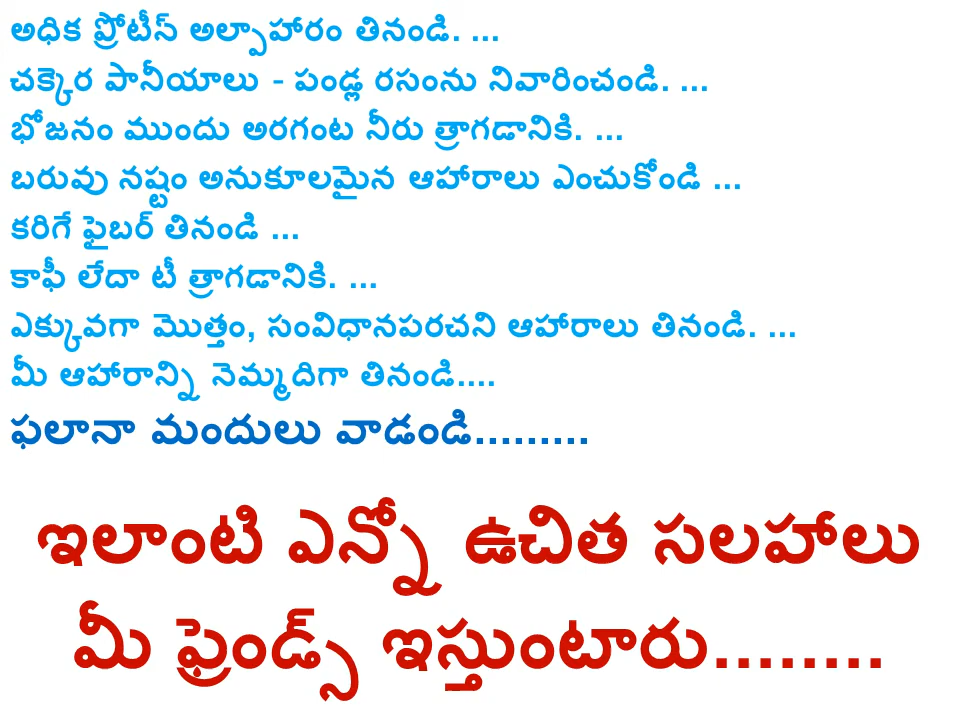 అధిక ప్రోటీస్ అల్పాహారం తినండి. ...
చక్కెర పానీయాలు - పండ్ల రసంను నివారించండి. ...
భోజనం ముందు అరగంట నీరు త్రాగడానికి. ...
బరువు నష్టం అనుకూలమైన ఆహారాలు ఎంచుకోండి ...
కరిగే ఫైబర్ తినండి ...
కాఫీ లేదా టీ త్రాగడానికి. ...
ఎక్కువగా మొత్తం, సంవిధానపరచని ఆహారాలు తినండి. ...
మీ ఆహారాన్ని నెమ్మదిగా తినండి....
ఫలానా మందులు వాడండి.........
ఇలాంటి ఎన్నో ఉచిత సలహాలు
మీ ఫ్రెండ్స్ ఇస్తుంటారు........